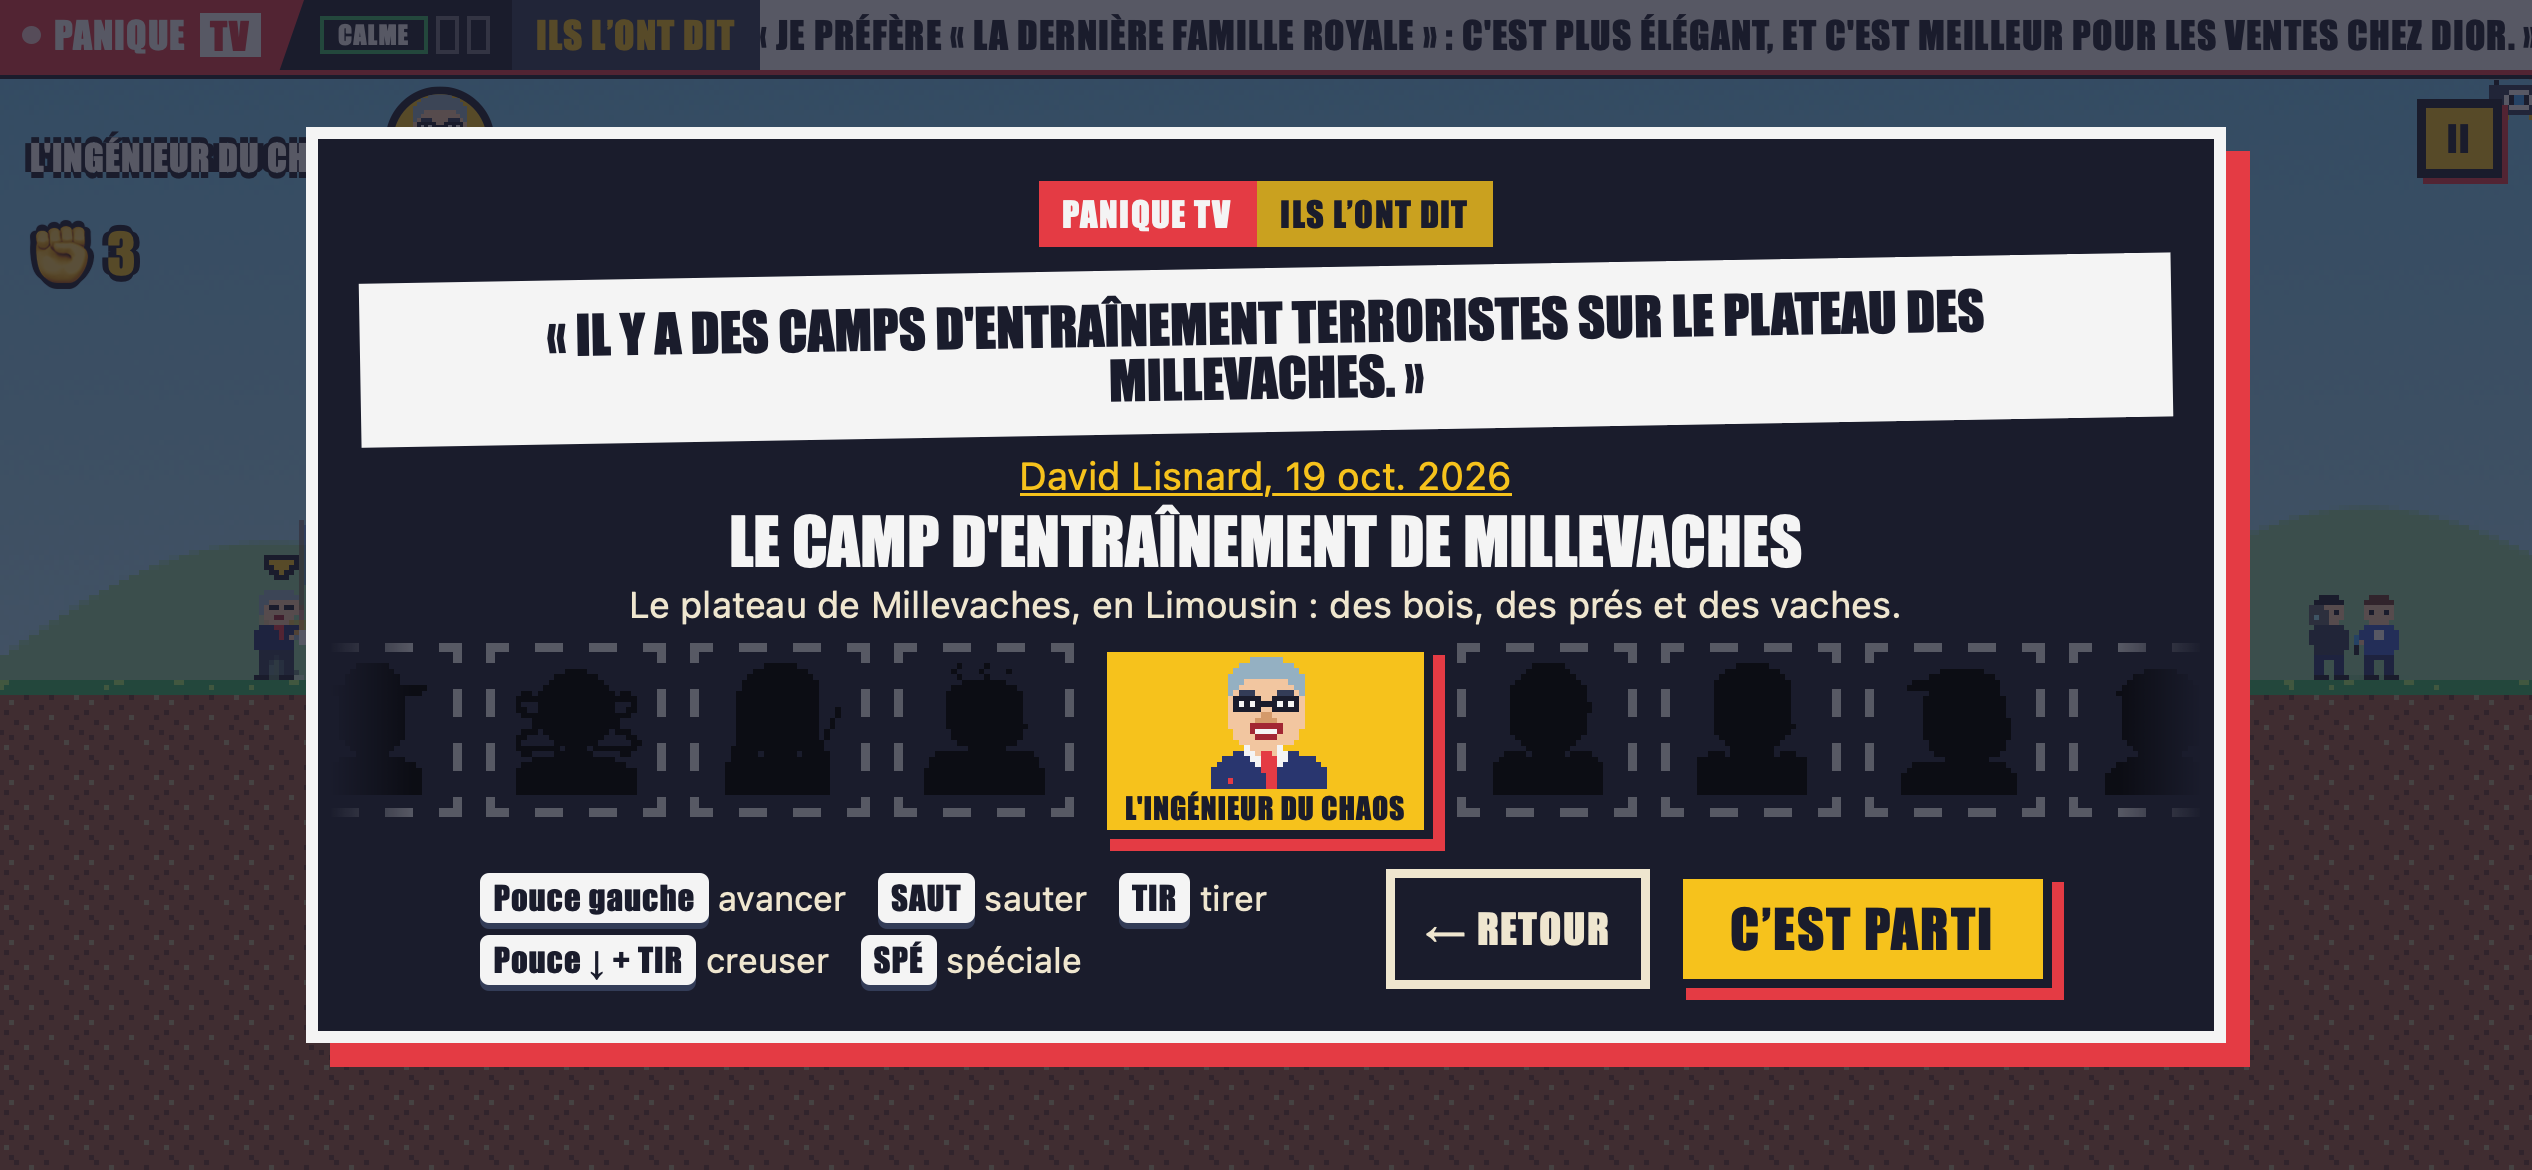 PANIQUE TV
CALME
ILS L’ONT DIT
« JE PRÉFÈRE « LA DERNIÈRE FAMILLE ROYALE » : C'EST PLUS ÉLÉGANT, ET C'EST MEILLEUR POUR LES VENTES CHEZ DIOR. »
L'INGÉNIEUR DU CH
3
PANIQUE TV
ILS L’ONT DIT
« IL Y A DES CAMPS D'ENTRAÎNEMENT TERRORISTES SUR LE PLATEAU DES
MILLEVACHES. »
David Lisnard, 19 oct. 2026
LE CAMP D'ENTRAÎNEMENT DE MILLEVACHES
Le plateau de Millevaches, en Limousin : des bois, des prés et des vaches.
L'INGÉNIEUR DU CHAOS
Pouce gauche avancer SAUT sauter TIR tirer
Pouce ↓ + TIR creuser SPÉ spéciale
← RETOUR
C’EST PARTI